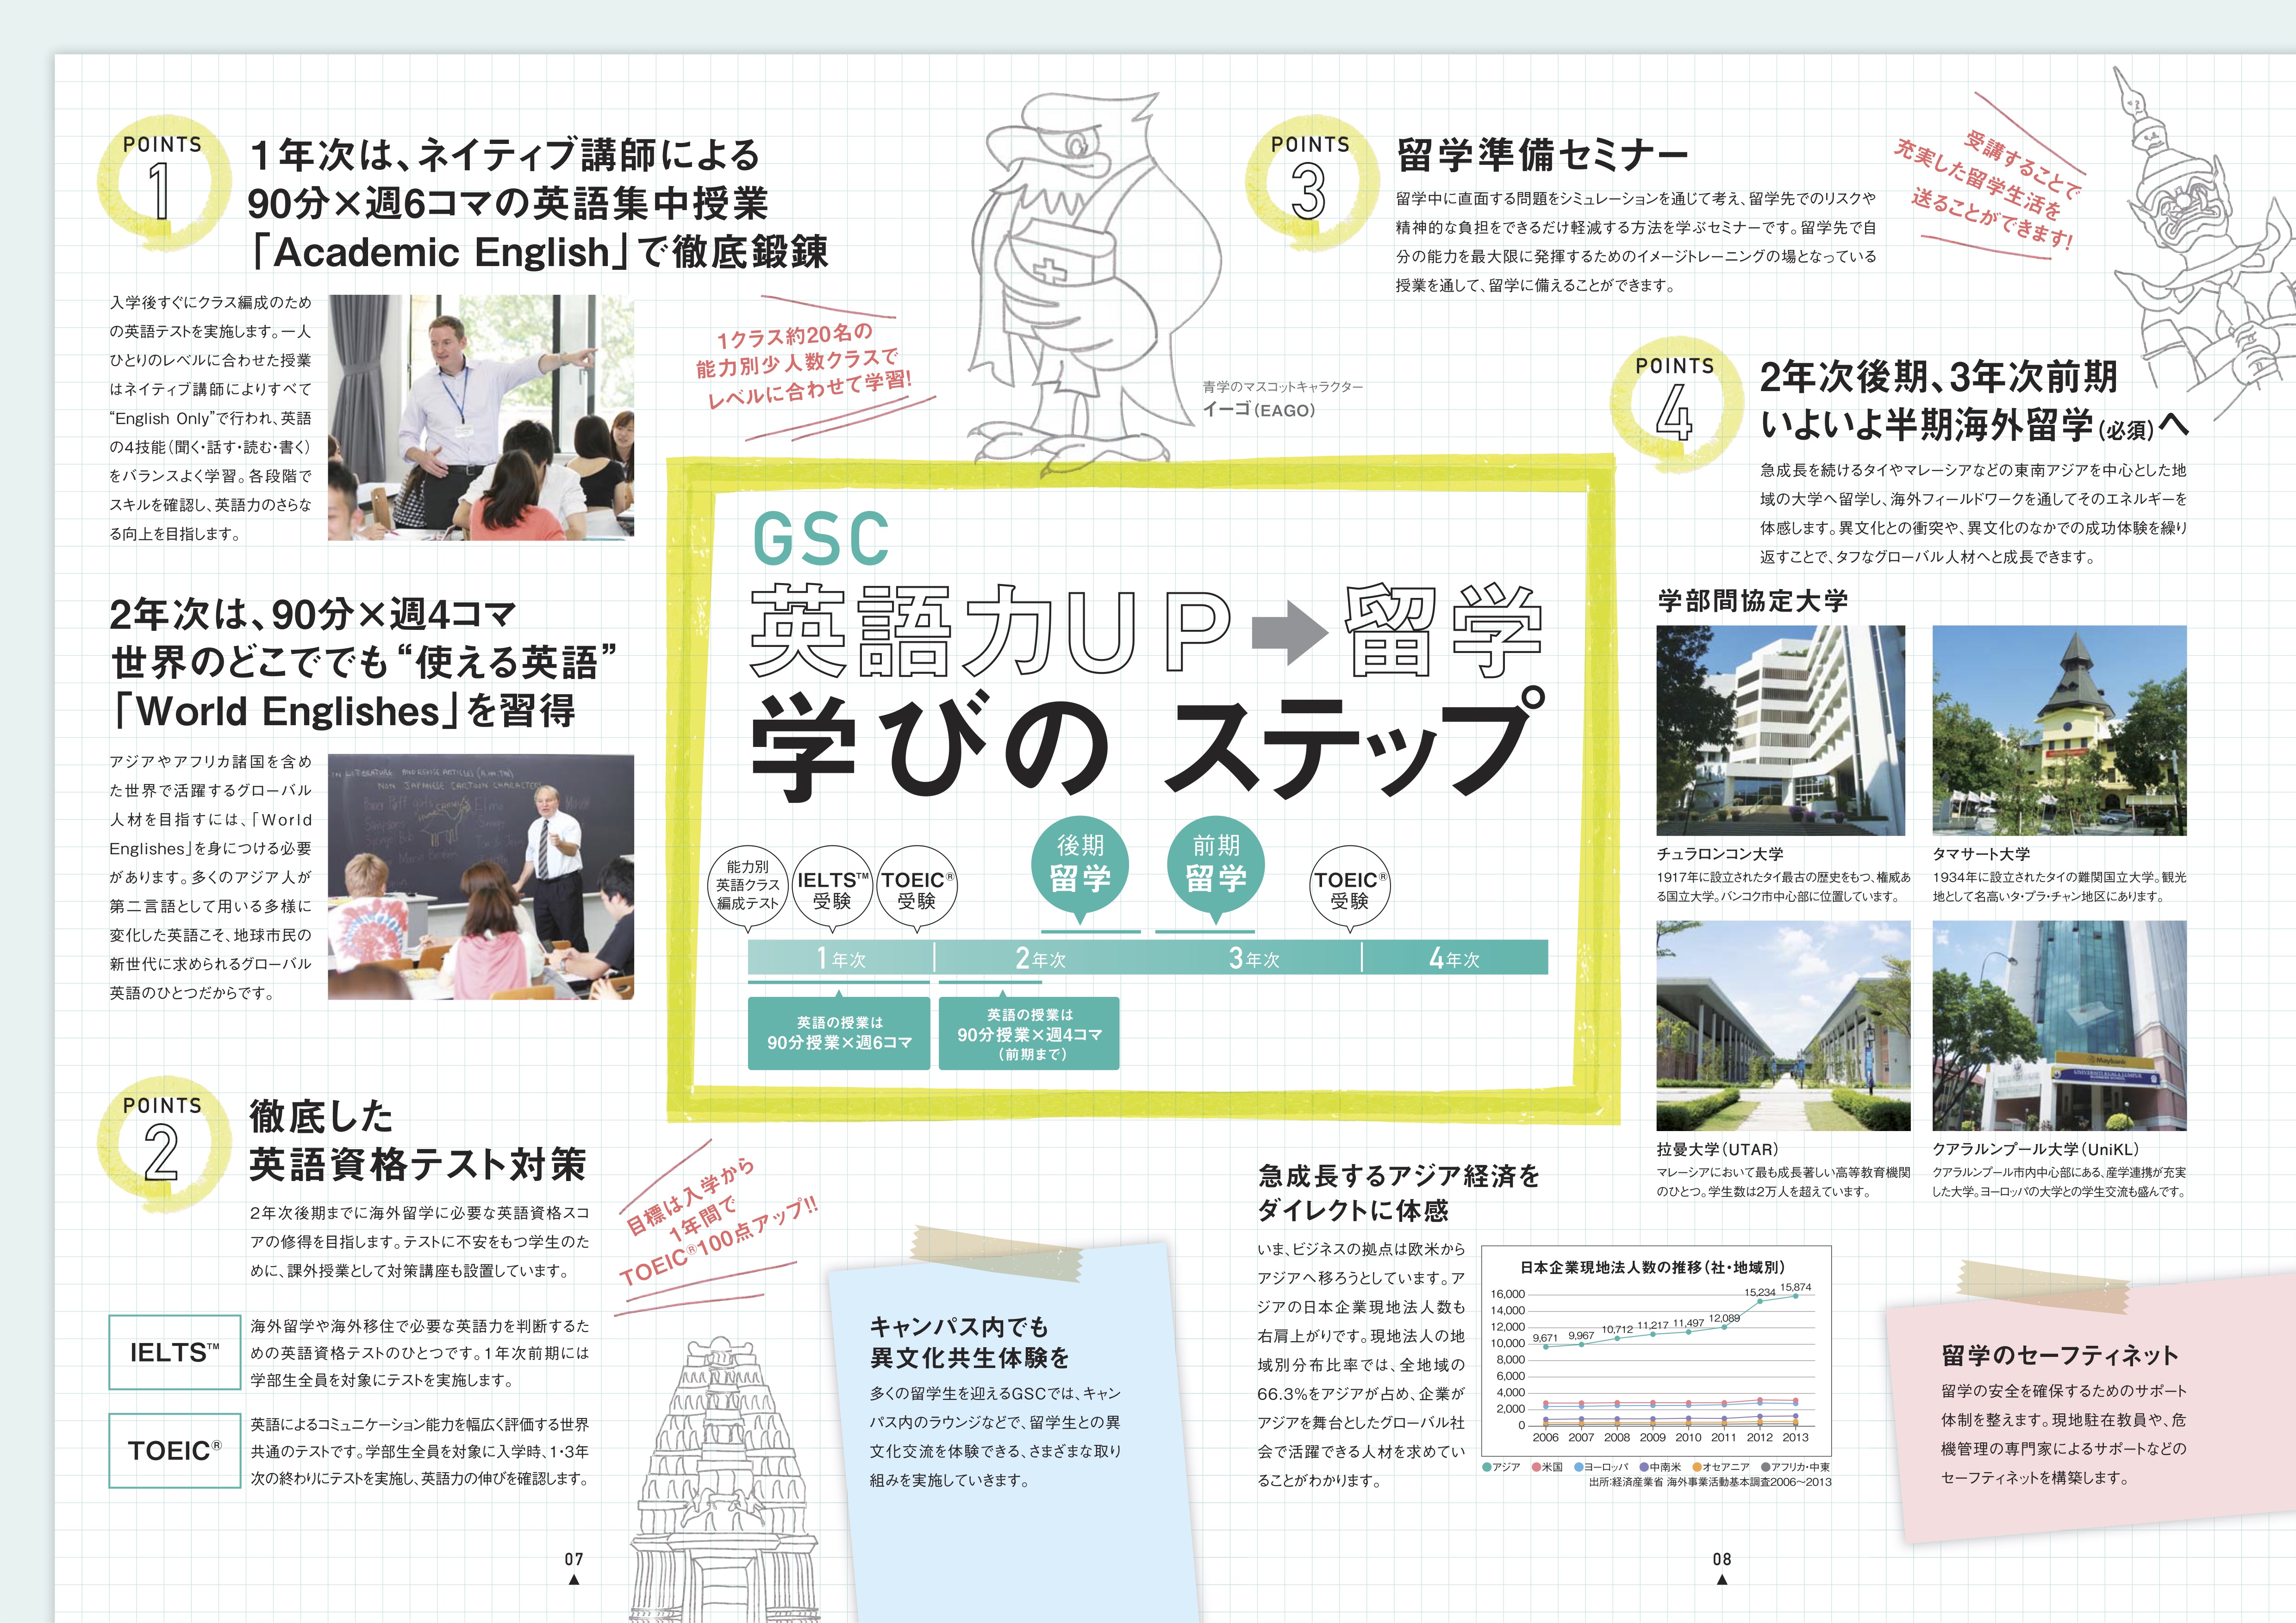 POINTS
1
1年次は、ネイティブ講師による
90分×週6コマの英語集中授業
「Academic English」で徹底鍛錬
入学後すぐにクラス編成のため
の英語テストを実施します。一人
ひとりのレベルに合わせた授業
はネイティブ講師によりすべて
“English Only”で行われ、英語
の4技能（聞く・話す・読む・書く）
をバランスよく学習。各段階で
スキルを確認し、英語力のさらな
る向上を目指します。
1クラス約20名の
能力別少人数クラスで
レベルに合わせて学習!
青学のマスコットキャラクター
イーゴ（EAGO）
2年次は、90分×週4コマ
世界のどこででも“使える英語”
「World Englishes」を習得
アジアやアフリカ諸国を含め
た世界で活躍するグローバル
人材を目指すには、「World
Englishes」を身につける必要
があります。多くのアジア人が
第二言語として用いる多様に
変化した英語こそ、地球市民の
新世代に求められるグローバル
英語のひとつだからです。
POINTS
2
徹底した
英語資格テスト対策
2年次後期までに海外留学に必要な英語資格スコ
アの修得を目指します。テストに不安をもつ学生のた
めに、課外授業として対策講座も設置しています。
目標は入学から
1年間で
TOEIC®100点アップ!!
IELTS™
海外留学や海外移住で必要な英語力を判断するた
めの英語資格テストのひとつです。1年次前期には
学部生全員を対象にテストを実施します。
TOEIC®
英語によるコミュニケーション能力を幅広く評価する世界
共通のテストです。学部生全員を対象に入学時、1・3年
次の終わりにテストを実施し、英語力の伸びを確認します。
07
GSC
英語力UP➡留学
学びの ステップ
能力別
英語クラス
編成テスト
IELTS™
受験
TOEIC®
受験
後期
留学
前期
留学
TOEIC®
受験
1年次
2年次
3年次
4年次
英語の授業は
90分授業×週6コマ
英語の授業は
90分授業×週4コマ
（前期まで）
キャンパス内でも
異文化共生体験を
多くの留学生を迎えるGSCでは、キャン
パス内のラウンジなどで、留学生との異
文化交流を体験できる、さまざまな取り
組みを実施していきます。
POINTS
3
留学準備セミナー
留学中に直面する問題をシミュレーションを通じて考え、留学先でのリスクや
精神的な負担をできるだけ軽減する方法を学ぶセミナーです。留学先で自
分の能力を最大限に発揮するためのイメージトレーニングの場となっている
授業を通して、留学に備えることができます。
受講することで
充実した留学生活を
送ることができます!
POINTS
4
2年次後期、3年次前期
いよいよ半期海外留学（必須）へ
急成長を続けるタイやマレーシアなどの東南アジアを中心とした地
域の大学へ留学し、海外フィールドワークを通してそのエネルギーを
体感します。異文化との衝突や、異文化のなかでの成功体験を繰り
返すことで、タフなグローバル人材へと成長できます。
学部間協定大学
チュラロンコン大学
1917年に設立されたタイ最古の歴史をもつ、権威あ
る国立大学。バンコク市中心部に位置しています。
タマサート大学
1934年に設立されたタイの難関国立大学。観光
地として名高いタ・プラ・チャン地区にあります。
Maybank
UNIVERSITI KUALA LUMPUR
拉曼大学（UTAR）
マレーシアにおいて最も成長著しい高等教育機関
のひとつ。学生数は2万人を超えています。
クアラルンプール大学（UniKL）
クアラルンプール市内中心部にある、産学連携が充実
した大学。ヨーロッパの大学との学生交流も盛んです。
急成長するアジア経済を
ダイレクトに体感
いま、ビジネスの拠点は欧米から
アジアへ移ろうとしています。ア
ジアの日本企業現地法人数も
右肩上がりです。現地法人の地
域別分布比率では、全地域の
66.3%をアジアが占め、企業が
アジアを舞台としたグローバル社
会で活躍できる人材を求めてい
ることがわかります。
日本企業現地法人数の推移（社・地域別）
16,000
14,000
12,000
10,000
8,000
6,000
4,000
2,000
0
9,671 9,967 10,712 11,217 11,497 12,089 15,234 15,874
2006 2007 2008 2009 2010 2011 2012 2013
アジア 米国 ヨーロッパ 中南米 オセアニア アフリカ・中東
出所:経済産業省 海外事業活動基本調査2006〜2013
留学のセーフティネット
留学の安全を確保するためのサポート
体制を整えます。現地駐在教員や、危
機管理の専門家によるサポートなどの
セーフティネットを構築します。
08